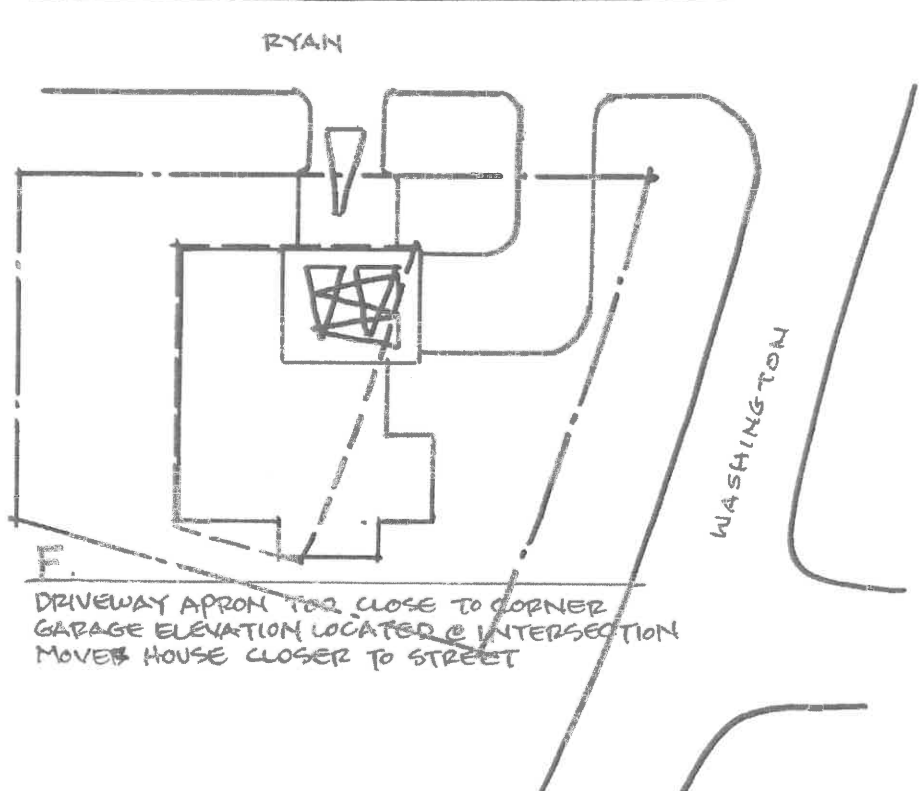 RYAN
WASHINGTON
F.
DRIVEWAY APRON TOO CLOSE TO CORNER
GARAGE ELEVATION LOCATED @ INTERSECTION
MOVES HOUSE CLOSER TO STREET